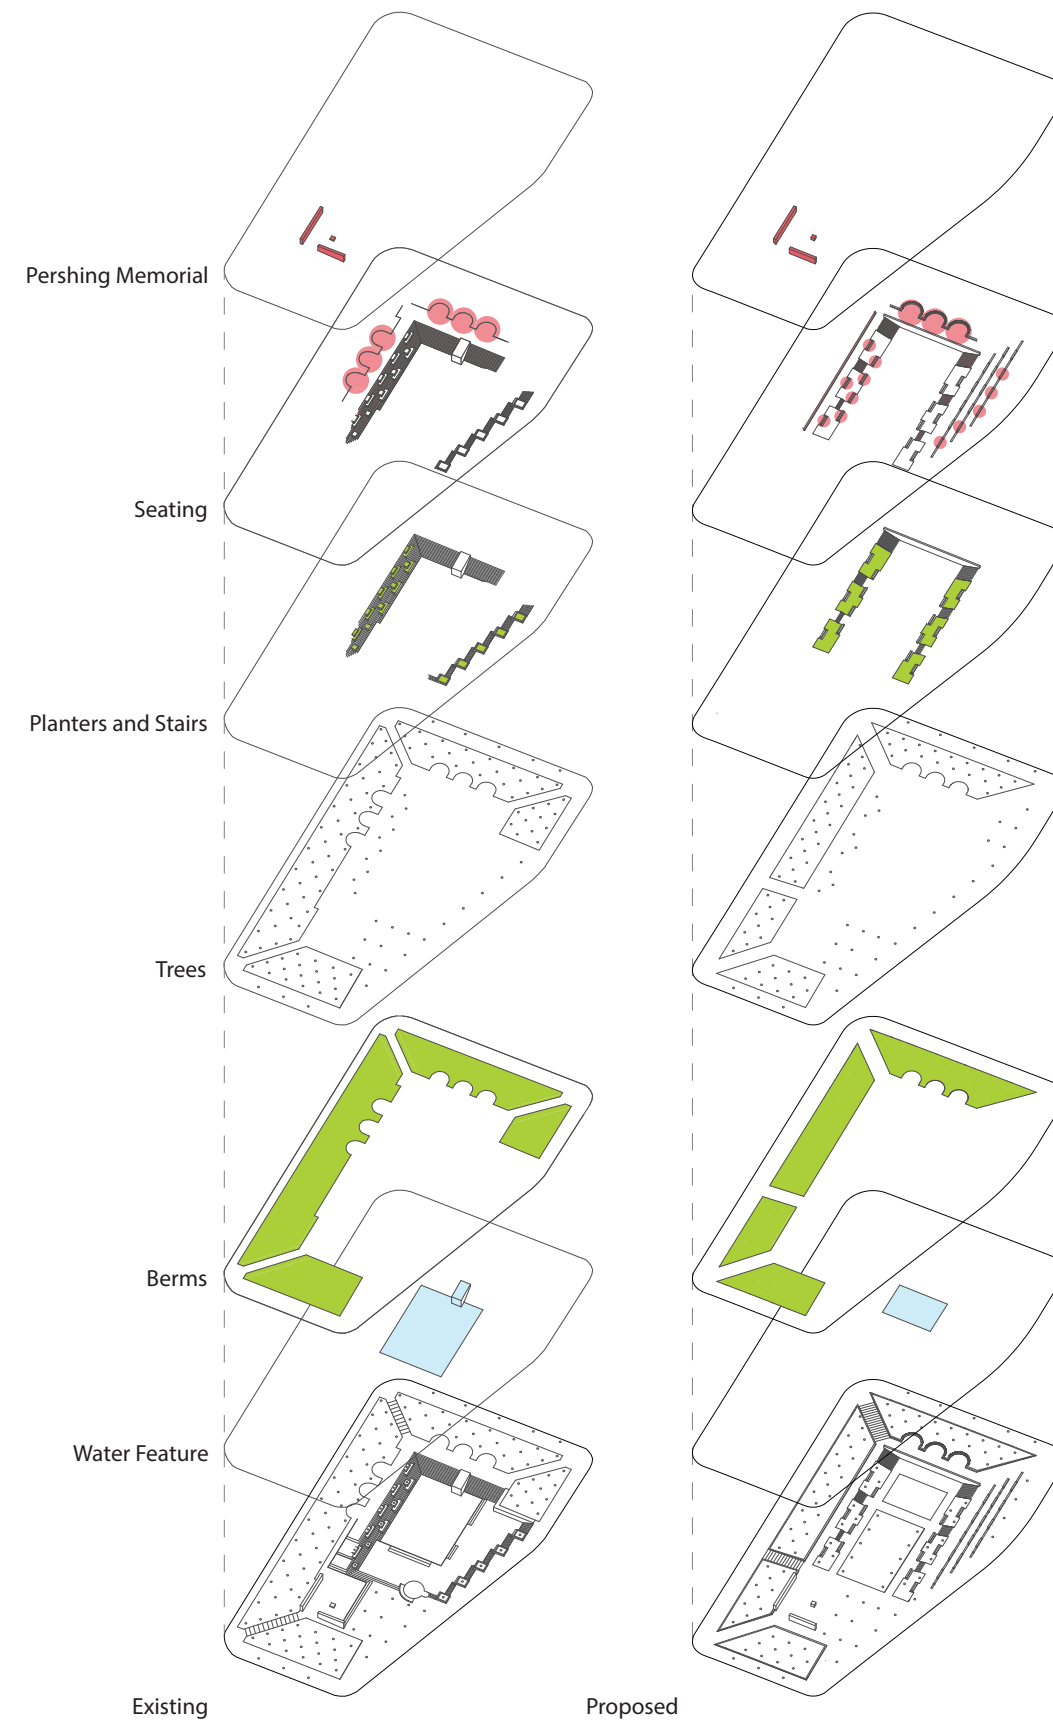 Pershing Memorial
Seating
Planters and Stairs
Trees
Berms
Water Feature
Existing
Proposed